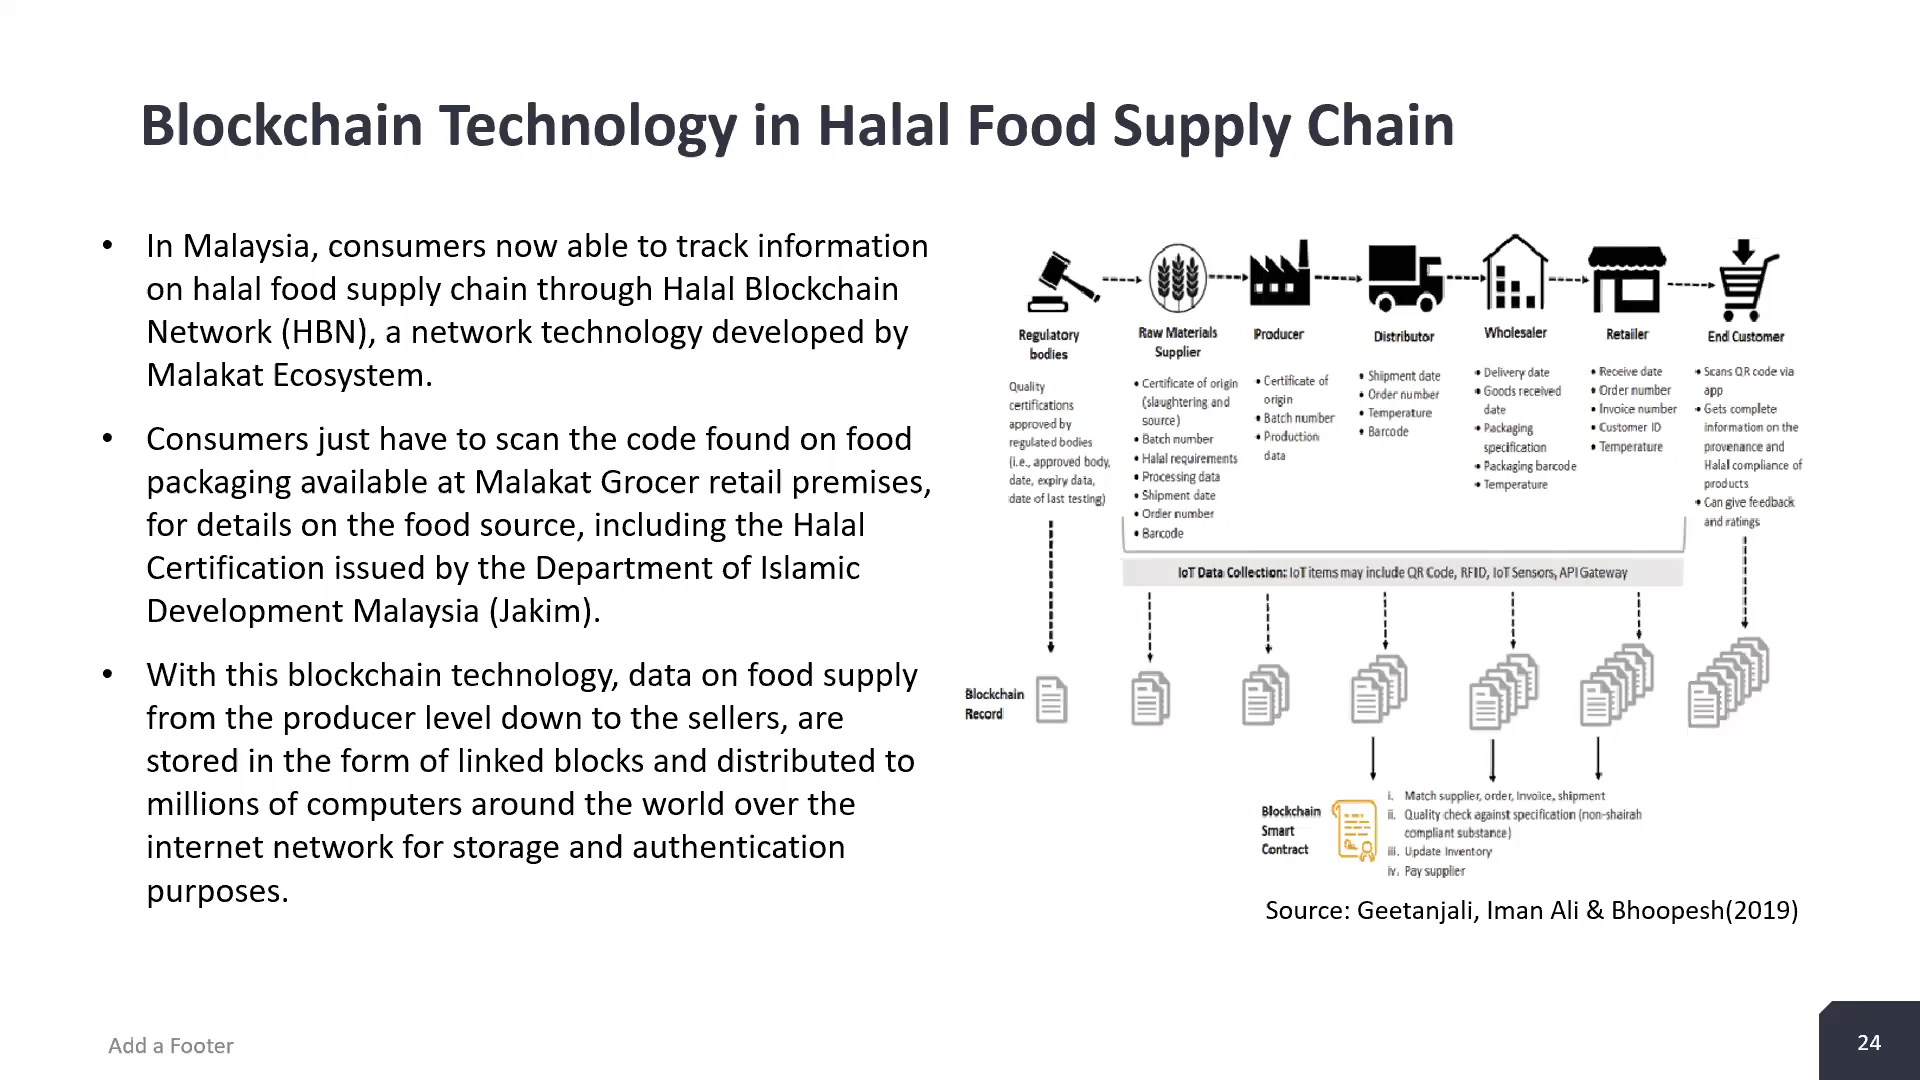 Blockchain Technology in Halal Food Supply Chain
• In Malaysia, consumers now able to track information
on halal food supply chain through Halal Blockchain
Network (HBN), a network technology developed by
Malakat Ecosystem.
• Consumers just have to scan the code found on food
packaging available at Malakat Grocer retail premises,
for details on the food source, including the Halal
Certification issued by the Department of Islamic
Development Malaysia (Jakim).
• With this blockchain technology, data on food supply
from the producer level down to the sellers, are
stored in the form of linked blocks and distributed to
millions of computers around the world over the
internet network for storage and authentication
purposes.
Regulatory
bodies
Quality
certifications
approved by
regulated bodies
(i.e., approved body,
date, expiry data,
date of last testing)
Raw Materials
Supplier
• Certificate of origin
(slaughtering and
source)
• Batch number
• Halal requirements
• Processing data
• Shipment date
• Order number
• Barcode
Producer
• Certificate of
origin
• Batch number
• Production
data
Distributor
• Shipment date
• Order number
• Temperature
• Barcode
Wholesaler
• Delivery date
• Goods received
date
• Packaging
specification
• Packaging barcode
• Temperature
Retailer
• Receive date
• Order number
• Invoice number
• Customer ID
• Temperature
End Customer
• Scans QR code via
app
• Gets complete
information on the
provenance and
Halal compliance of
products
• Can give feedback
and ratings
IoT Data Collection: IoT items may include QR Code, RFID, IoT Sensors, API Gateway
Blockchain
Record
Blockchain
Smart
Contract
i. Match supplier, order, Invoice, shipment
ii. Quality check against specification (non-shairah
compliant substance)
iii. Update Inventory
iv. Pay supplier
Source: Geetanjali, Iman Ali & Bhoopesh(2019)
Add a Footer
24